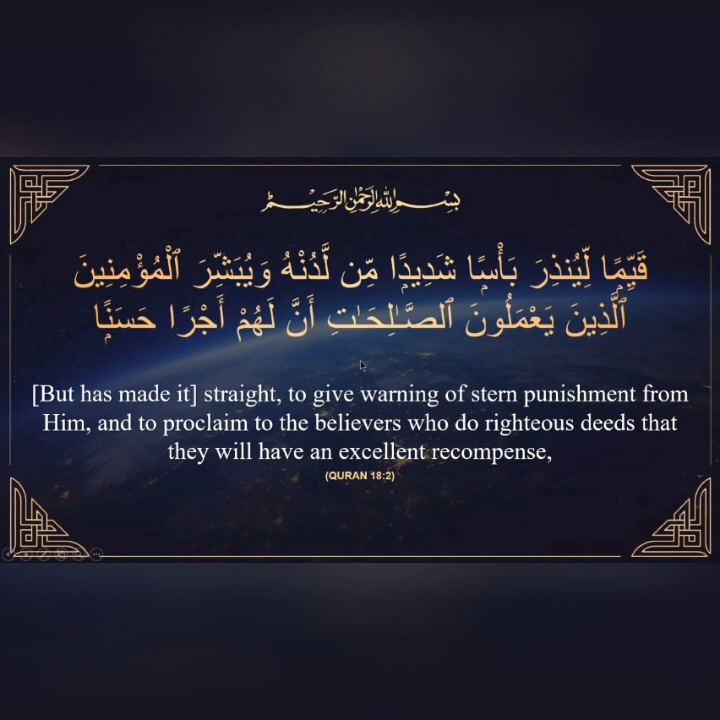 بِسْمِ اللَّهِ الرَّحْمَٰنِ الرَّحِيمِ
قَيِّمًا لِّيُنذِرَ بَأْسًا شَدِيدًا مِّن لَّدُنْهُ وَيُبَشِّرَ ٱلْمُؤْمِنِينَ
ٱلَّذِينَ يَعْمَلُونَ ٱلصَّـٰلِحَـٰتِ أَنَّ لَهُمْ أَجْرًا حَسَنًا
[But has made it] straight, to give warning of stern punishment from
Him, and to proclaim to the believers who do righteous deeds that
they will have an excellent recompense,
(QURAN 18:2)